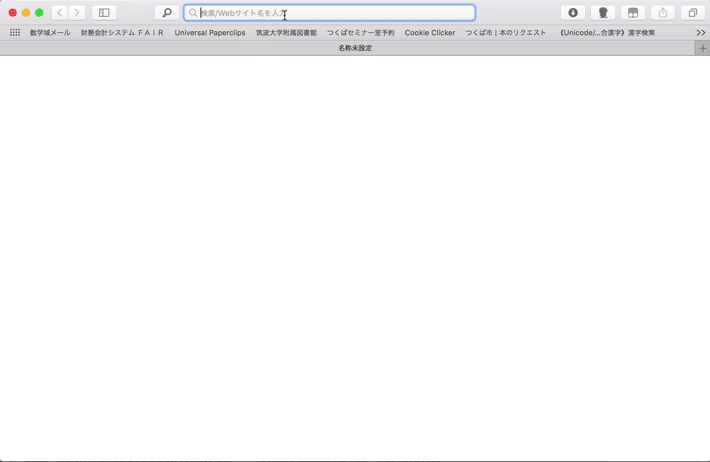 検索/Webサイト名を入力
数学域メール 財務会計システム ＦＡＩＲ Universal Paperclips 筑波大学附属図書館 つくばセミナー室予約 Cookie Clicker つくば市 | 本のリクエスト 《Unicode/...合漢字》漢字検索
名称未設定